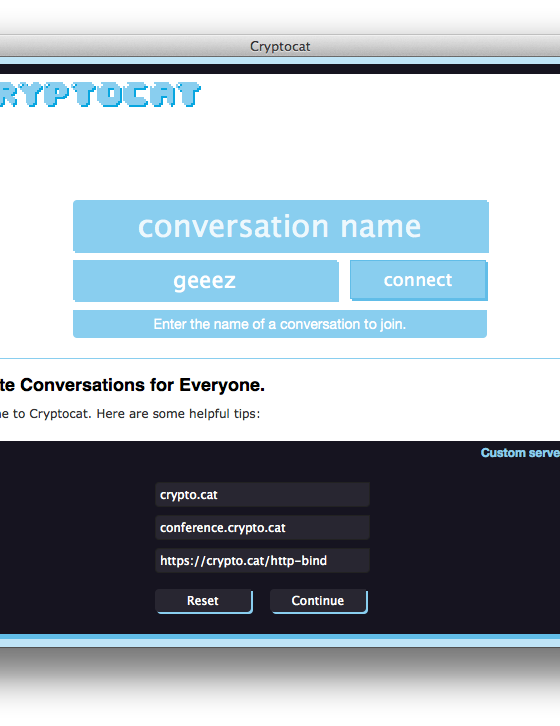 Cryptocat
RYPTOCAT
conversation name
geeez
connect
Enter the name of a conversation to join.
te Conversations for Everyone.
ne to Cryptocat. Here are some helpful tips:
Custom serve
crypto.cat
conference.crypto.cat
https://crypto.cat/http-bind
Reset
Continue